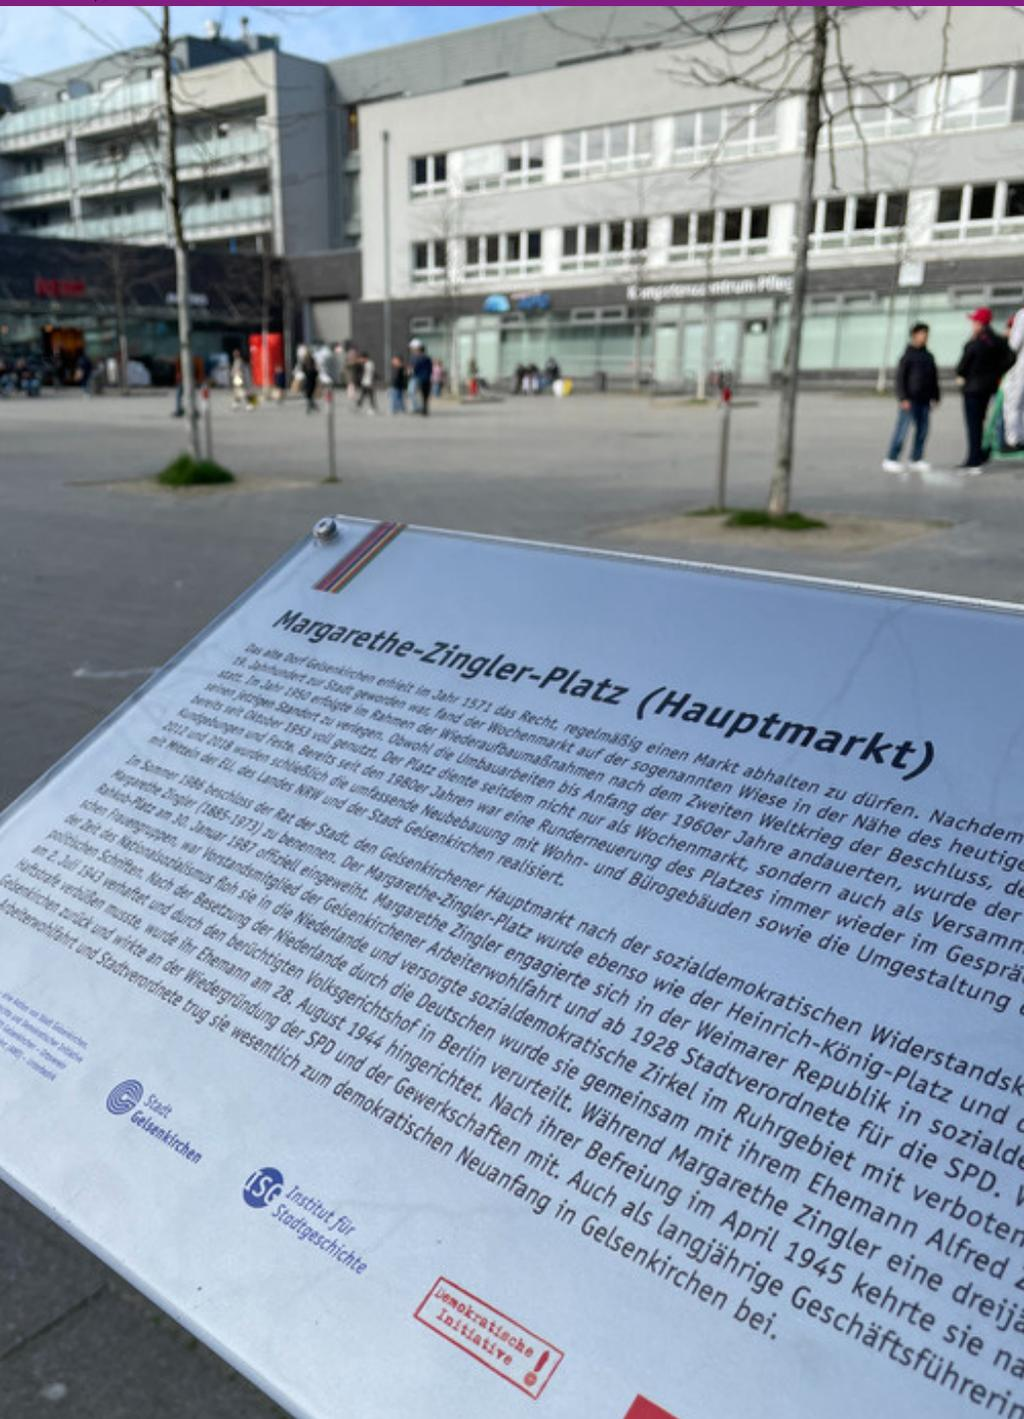 Kompetenzzentrum Pfleg
Margarethe-Zingler-Platz (Hauptmarkt)
Das alte Dorf Gelsenkirchen erhielt im Jahr 1571 das Recht, regelmäßig einen Markt abhalten zu dürfen. Nachdem
19. Jahrhundert zur Stadt geworden war, fand der Wochenmarkt auf der sogenannten Wiese in der Nähe des heutige
statt. Im Jahr 1950 erfolgte im Rahmen der Wiederaufbaumaßnahmen nach dem Zweiten Weltkrieg der Beschluss, de
seinen jetzigen Standort zu verlegen. Obwohl die Umbauarbeiten bis Anfang der 1960er Jahre andauerten, wurde der
bereits seit Oktober 1953 voll genutzt. Der Platz diente seitdem nicht nur als Wochenmarkt, sondern auch als Versamm
Kundgebungen und Feste. Bereits seit den 1980er Jahren war eine Runderneuerung des Platzes immer wieder im Gesprä
und 2018 wurden schließlich die umfassende Neubebauung mit Wohn- und Bürogebäuden sowie die Umgestaltung
mit Mitteln der EU, des Landes NRW und der Stadt Gelsenkirchen realisiert.
Im Sommer 1986 beschloss der Rat der Stadt, den Gelsenkirchener Hauptmarkt nach der sozialdemokratischen Widerstandsk
Margarethe Zingler (1885-1973) zu benennen. Der Margarethe-Zingler-Platz wurde ebenso wie der Heinrich-König-Platz und
-Platz am 30. Januar 1987 offiziell eingeweiht. Margarethe Zingler engagierte sich in der Weimarer Republik in sozialde
schen Frauengruppen, war Vorstandsmitglied der Gelsenkirchener Arbeiterwohlfahrt und ab 1928 Stadtverordnete für die SPD.
der Zeit des Nationalsozialismus floh sie in die Niederlande und versorgte sozialdemokratische Zirkel im Ruhrgebiet mit verboten
politischen Schriften. Nach der Besetzung der Niederlande durch die Deutschen wurde sie gemeinsam mit ihrem Ehemann Alfred
am 2. Juli 1943 verhaftet und durch den berüchtigten Volksgerichtshof in Berlin verurteilt. Während Margarethe Zingler eine dreijä
Haftstrafe verbüßen musste, wurde ihr Ehemann am 28. August 1944 hingerichtet. Nach ihrer Befreiung im April 1945 kehrte sie na
Gelsenkirchen zurück und wirkte an der Wiedergründung der SPD und der Gewerkschaften mit. Auch als langjährige Geschäftsführerin
Arbeiterwohlfahrt und Stadtverordnete trug sie wesentlich zum demokratischen Neuanfang in Gelsenkirchen bei.
Stadt
Gelsenkirchen
ISG
Institut für
Stadtgeschichte
Demokratische
Initiative